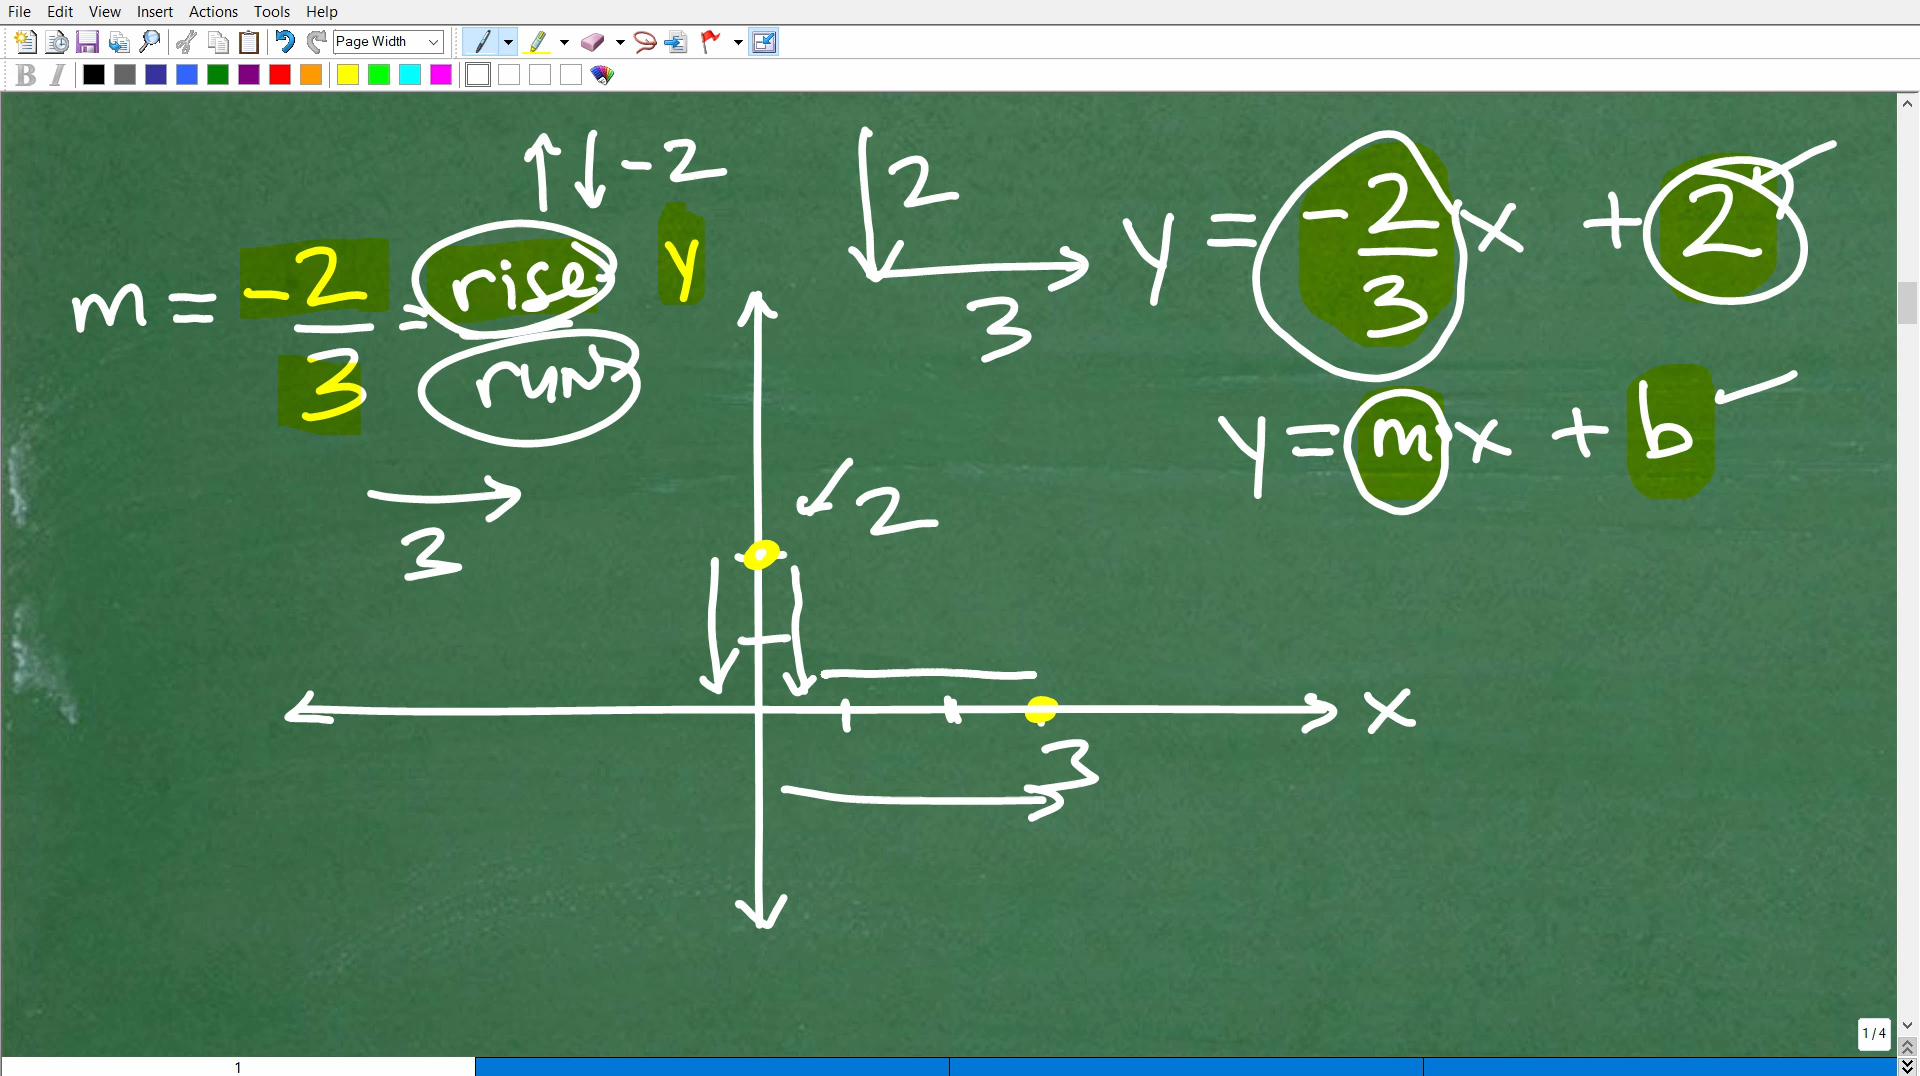 File Edit View Insert Actions Tools Help
Page Width
B I
↑ ↓ -2
m = -2/3 = rise/run
y
3
2
3
y = -2/3 x + 2
y = mx + b
2
x
3
1/4
1